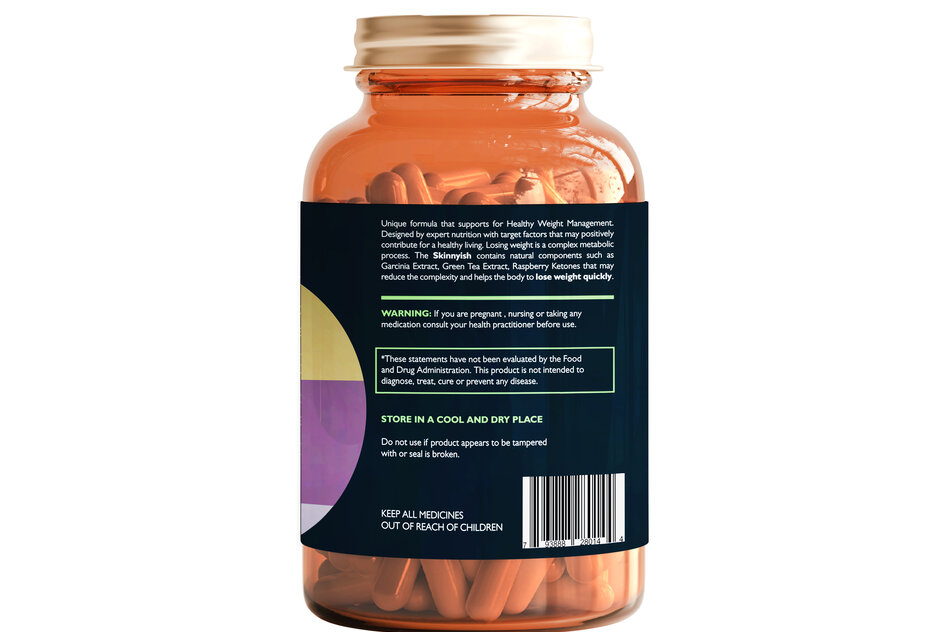 Unique formula that supports for Healthy Weight Management.
Designed by expert nutrition with target factors that may positively
contribute for a healthy living. Losing weight is a complex metabolic
process. The Skinnyish contains natural components such as
Garcinia Extract, Green Tea Extract, Raspberry Ketones that may
reduce the complexity and helps the body to lose weight quickly.
WARNING: If you are pregnant , nursing or taking any
medication consult your health practitioner before use.
*These statements have not been evaluated by the Food
and Drug Administration. This product is not intended to
diagnose, treat, cure or prevent any disease.
STORE IN A COOL AND DRY PLACE
Do not use if product appears to be tampered
with or seal is broken.
KEEP ALL MEDICINES
OUT OF REACH OF CHILDREN
7 93888 28014 4